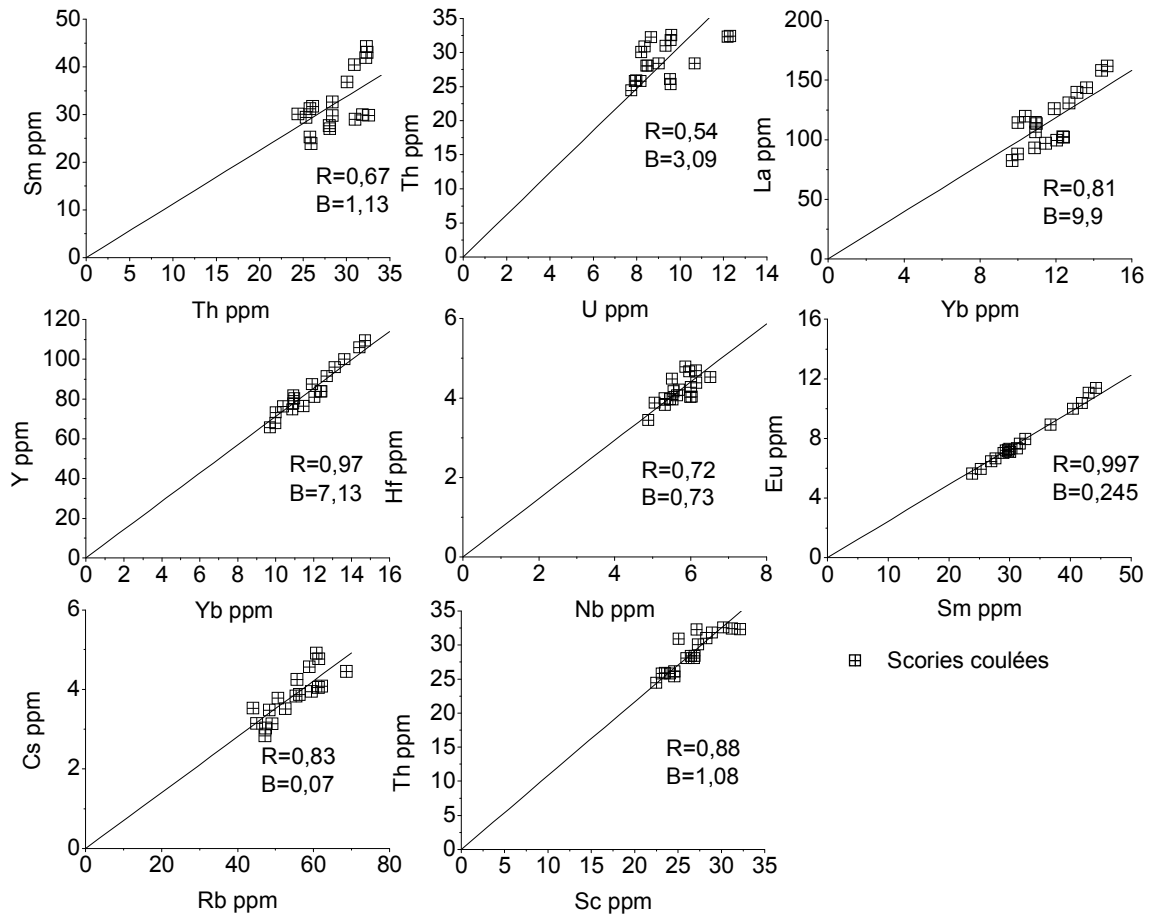 50
40
30
20
10
0
Sm ppm
0 5 10 15 20 25 30 35
Th ppm
R=0,67
B=1,13
35
30
25
20
15
10
5
0
Th ppm
0 2 4 6 8 10 12 14
U ppm
R=0,54
B=3,09
200
150
100
50
0
La ppm
0 4 8 12 16
Yb ppm
R=0,81
B=9,9
120
100
80
60
40
20
0
Y ppm
0 2 4 6 8 10 12 14 16
Yb ppm
R=0,97
B=7,13
6
4
2
0
Hf ppm
0 2 4 6 8
Nb ppm
R=0,72
B=0,73
16
12
8
4
0
Eu ppm
0 10 20 30 40 50
Sm ppm
R=0,997
B=0,245
6
4
2
0
Cs ppm
0 20 40 60 80
Rb ppm
R=0,83
B=0,07
35
30
25
20
15
10
5
0
Th ppm
0 5 10 15 20 25 30 35
Sc ppm
R=0,88
B=1,08
Scories coulées